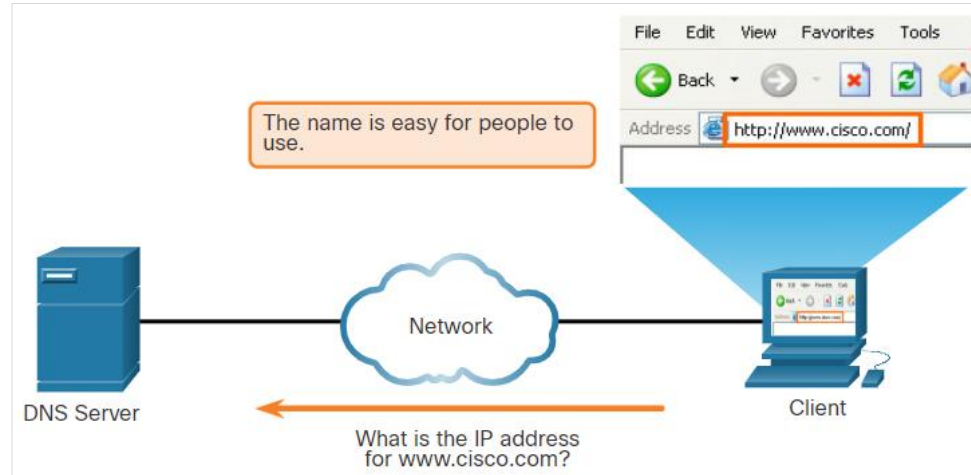 File Edit View Favorites Tools
Back
Address http://www.cisco.com/
The name is easy for people to
use.
Network
DNS Server
Client
What is the IP address
for www.cisco.com?